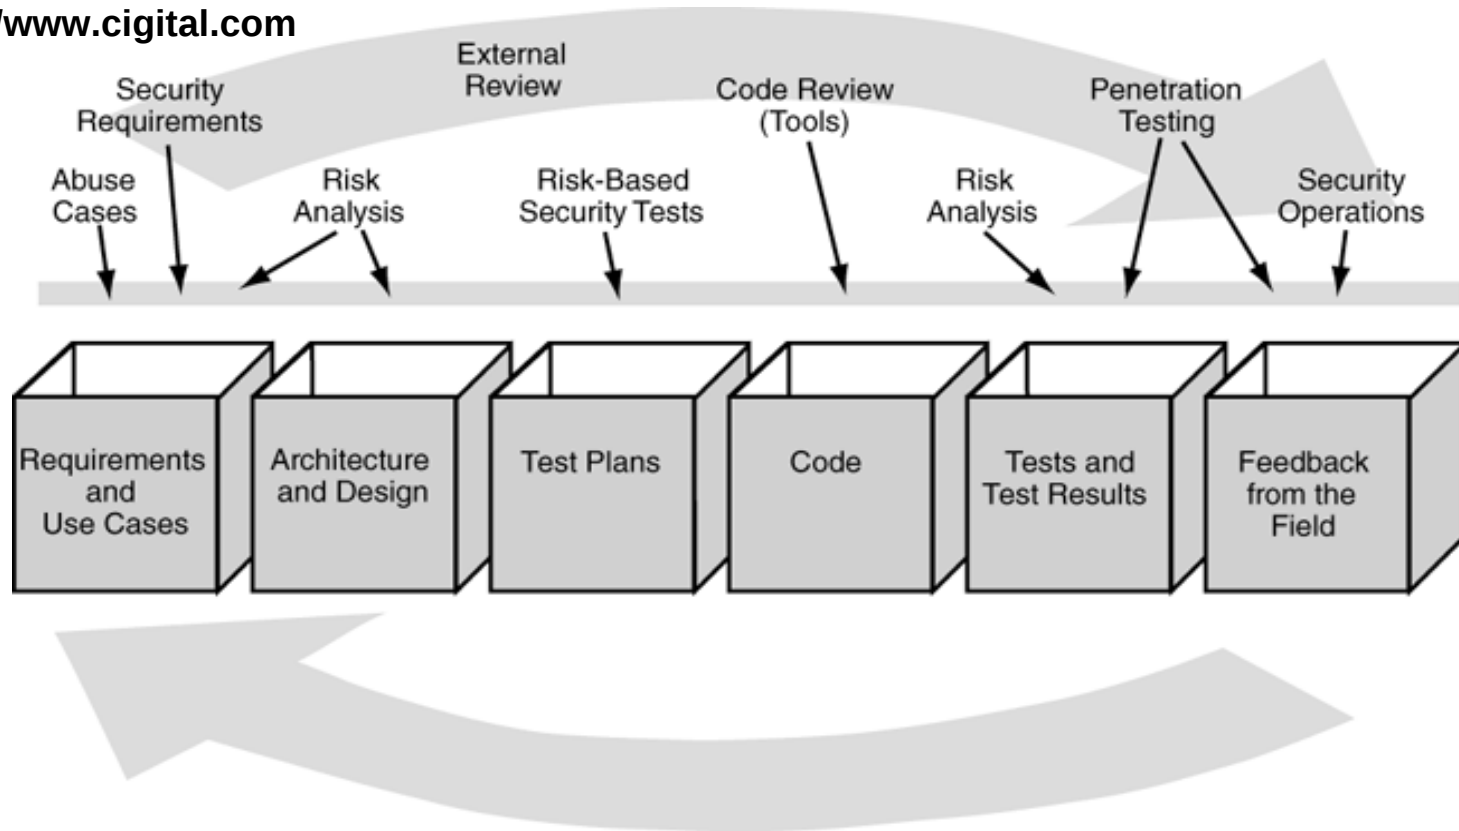 /www.cigital.com
External
Review
Security
Requirements
Code Review
(Tools)
Penetration
Testing
Abuse
Cases
Risk
Analysis
Risk-Based
Security Tests
Risk
Analysis
Security
Operations
Requirements
and
Use Cases
Architecture
and Design
Test Plans
Code
Tests and
Test Results
Feedback
from the
Field